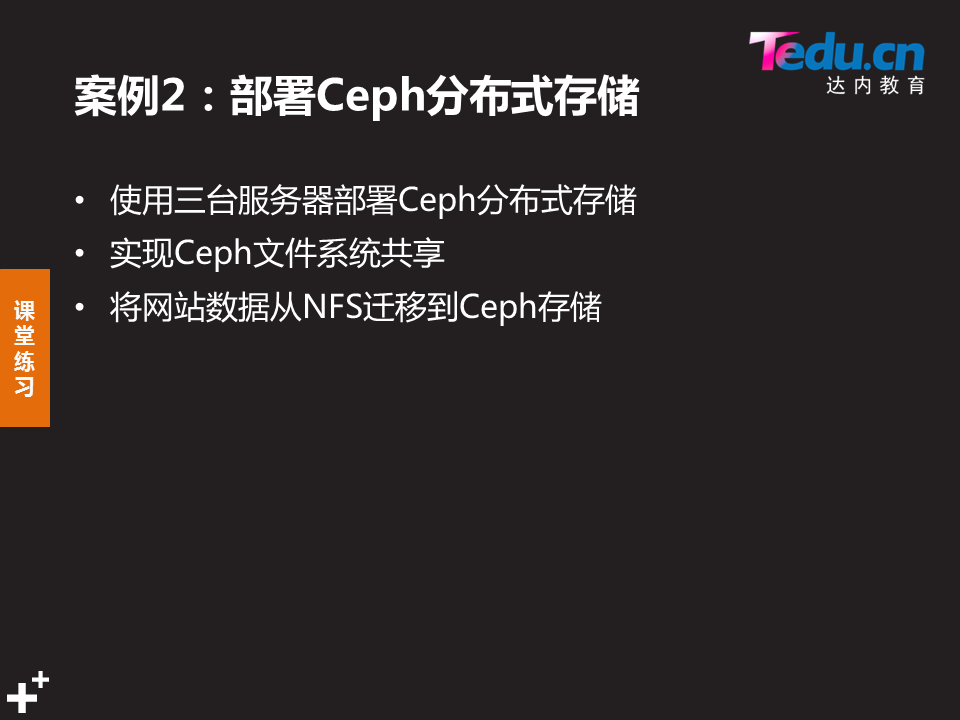 Tedu.cn
达内教育
案例2：部署Ceph分布式存储
• 使用三台服务器部署Ceph分布式存储
• 实现Ceph文件系统共享
• 将网站数据从NFS迁移到Ceph存储
课堂练习